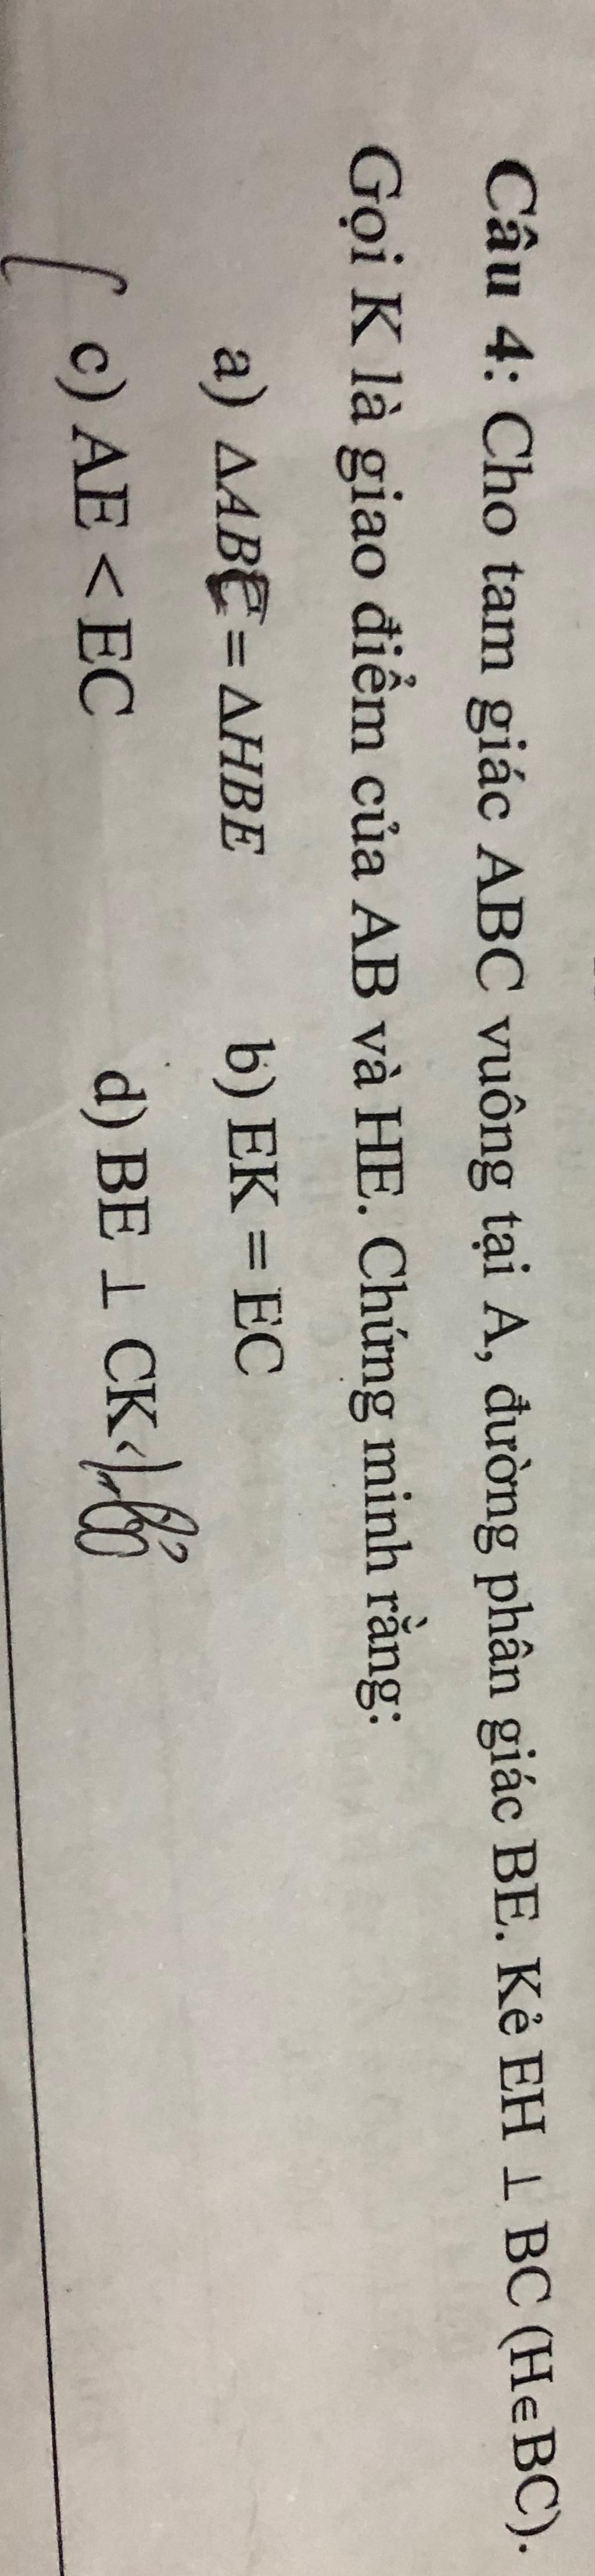 Câu 4: Cho tam giác ABC vuông tại A, đường phân giác BE. Kẻ EH ⊥ BC (H∈BC).
Gọi K là giao điểm của AB và HE. Chứng minh rằng:
a) ΔABE = ΔHBE b) EK = EC
c) AE < EC d) BE ⊥ CK